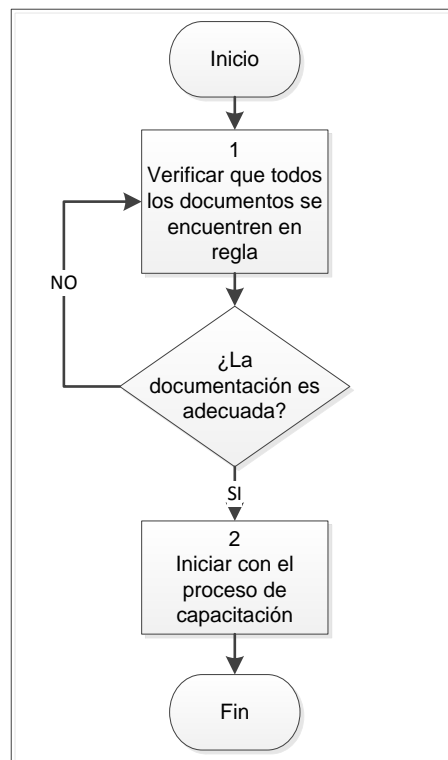 Inicio
1
Verificar que todos
los documentos se
encuentren en
regla
NO
¿La
documentación es
adecuada?
SI
2
Iniciar con el
proceso de
capacitación
Fin